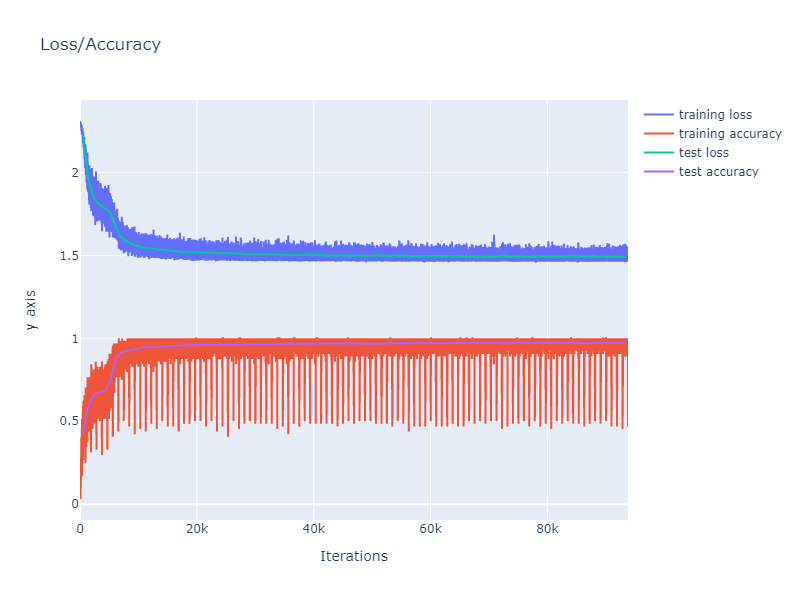 Loss/Accuracy
training loss
training accuracy
test loss
test accuracy
2
1.5
1
0.5
0
y axis
0 20k 40k 60k 80k
Iterations